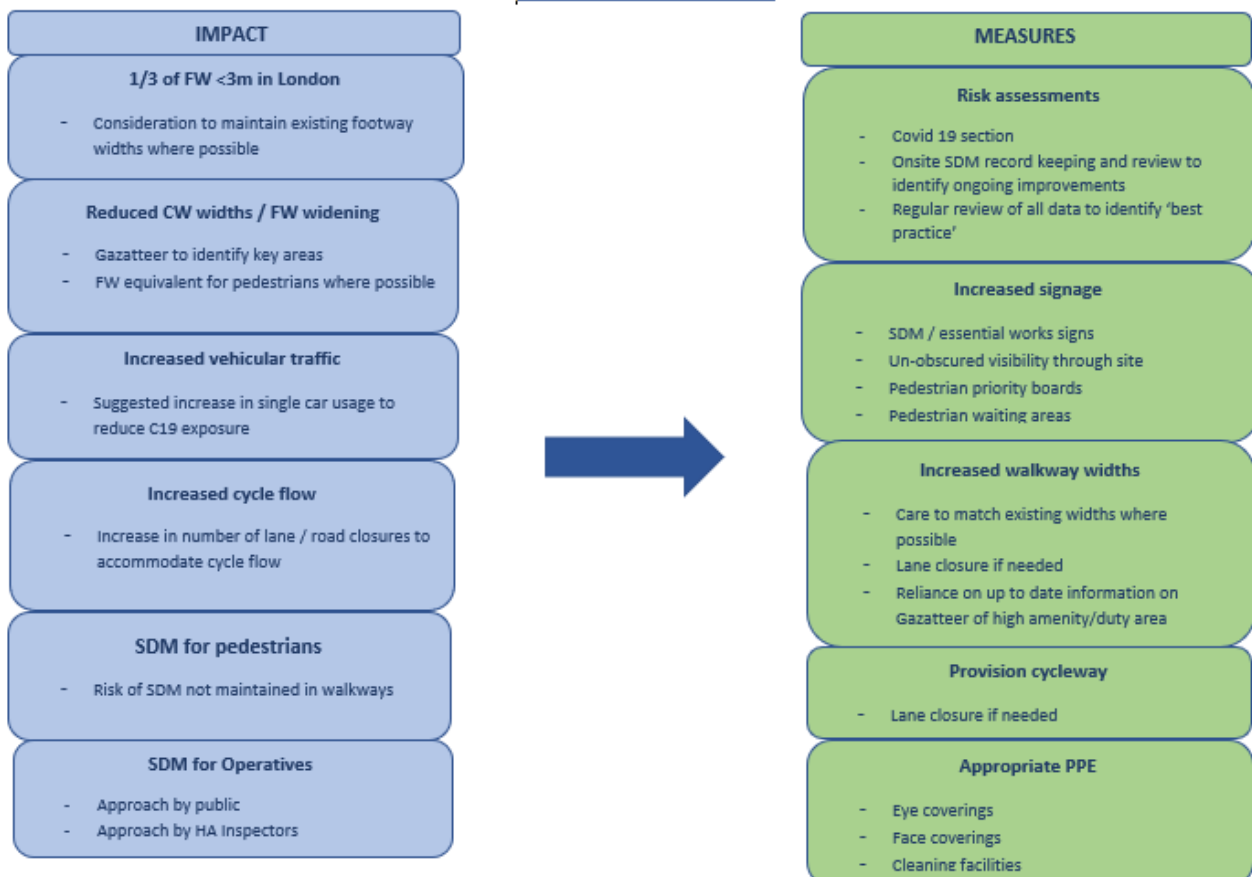 IMPACT
1/3 of FW <3m in London
- Consideration to maintain existing footway
widths where possible
Reduced CW widths / FW widening
- Gazatteer to identify key areas
- FW equivalent for pedestrians where possible
Increased vehicular traffic
- Suggested increase in single car usage to
reduce C19 exposure
Increased cycle flow
- Increase in number of lane / road closures to
accommodate cycle flow
SDM for pedestrians
- Risk of SDM not maintained in walkways
SDM for Operatives
- Approach by public
- Approach by HA Inspectors
MEASURES
Risk assessments
- Covid 19 section
- Onsite SDM record keeping and review to
identify ongoing improvements
- Regular review of all data to identify ‘best
practice’
Increased signage
- SDM / essential works signs
- Un-obscured visibility through site
- Pedestrian priority boards
- Pedestrian waiting areas
Increased walkway widths
- Care to match existing widths where
possible
- Lane closure if needed
- Reliance on up to date information on
Gazatteer of high amenity/duty area
Provision cycleway
- Lane closure if needed
Appropriate PPE
- Eye coverings
- Face coverings
- Cleaning facilities